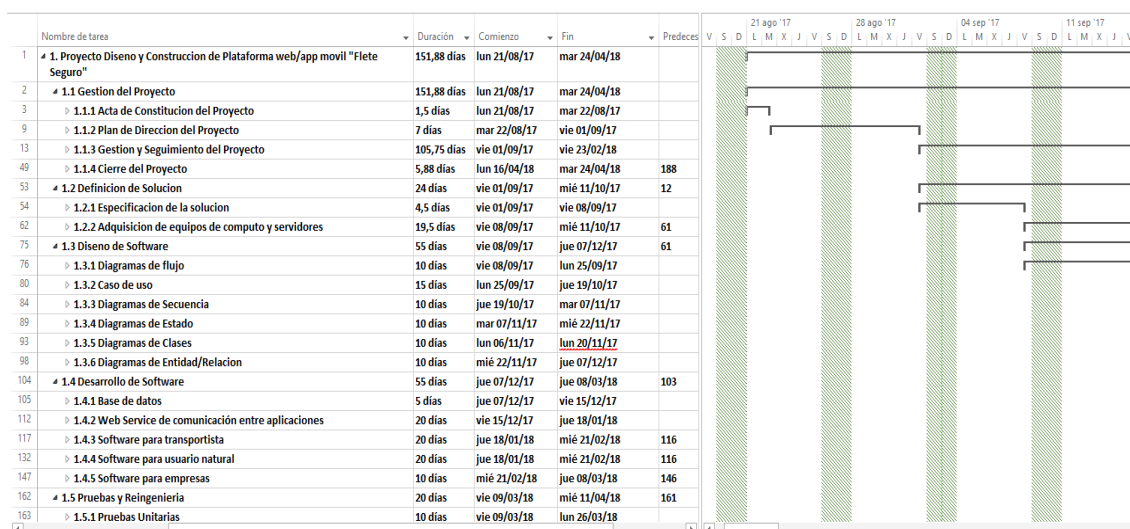 21 ago '17 28 ago '17 04 sep '17 11 sep '17
Nombre de tarea Duración Comienzo Fin Predeces V S D L M X J V S D L M X J V S D L M X J V S D L M X J V
1 1. Proyecto Diseno y Construccion de Plataforma web/app movil "Flete 151,88 días lun 21/08/17 mar 24/04/18
Seguro"
2 1.1 Gestion del Proyecto 151,88 días lun 21/08/17 mar 24/04/18
3 1.1.1 Acta de Constitucion del Proyecto 1,5 días lun 21/08/17 mar 22/08/17
9 1.1.2 Plan de Direccion del Proyecto 7 días mar 22/08/17 vie 01/09/17
13 1.1.3 Gestion y Seguimiento del Proyecto 105,75 días vie 01/09/17 vie 23/02/18
49 1.1.4 Cierre del Proyecto 5,88 días lun 16/04/18 mar 24/04/18 188
53 1.2 Definicion de Solucion 24 días vie 01/09/17 mié 11/10/17 12
54 1.2.1 Especificacion de la solucion 4,5 días vie 01/09/17 vie 08/09/17
62 1.2.2 Adquisicion de equipos de computo y servidores 19,5 días vie 08/09/17 mié 11/10/17 61
75 1.3 Diseno de Software 55 días vie 08/09/17 jue 07/12/17 61
76 1.3.1 Diagramas de flujo 10 días vie 08/09/17 lun 25/09/17
80 1.3.2 Caso de uso 15 días lun 25/09/17 jue 19/10/17
84 1.3.3 Diagramas de Secuencia 10 días jue 19/10/17 mar 07/11/17
89 1.3.4 Diagramas de Estado 10 días mar 07/11/17 mié 22/11/17
93 1.3.5 Diagramas de Clases 10 días lun 06/11/17 lun 20/11/17
98 1.3.6 Diagramas de Entidad/Relacion 10 días mié 22/11/17 jue 07/12/17
104 1.4 Desarrollo de Software 55 días jue 07/12/17 jue 08/03/18 103
105 1.4.1 Base de datos 5 días jue 07/12/17 vie 15/12/17
112 1.4.2 Web Service de comunicación entre aplicaciones 20 días vie 15/12/17 jue 18/01/18
117 1.4.3 Software para transportista 20 días jue 18/01/18 mié 21/02/18 116
132 1.4.4 Software para usuario natural 20 días jue 18/01/18 mié 21/02/18 116
147 1.4.5 Software para empresas 10 días mié 21/02/18 jue 08/03/18 146
162 1.5 Pruebas y Reingenieria 20 días vie 09/03/18 mié 11/04/18 161
163 1.5.1 Pruebas Unitarias 10 días vie 09/03/18 lun 26/03/18